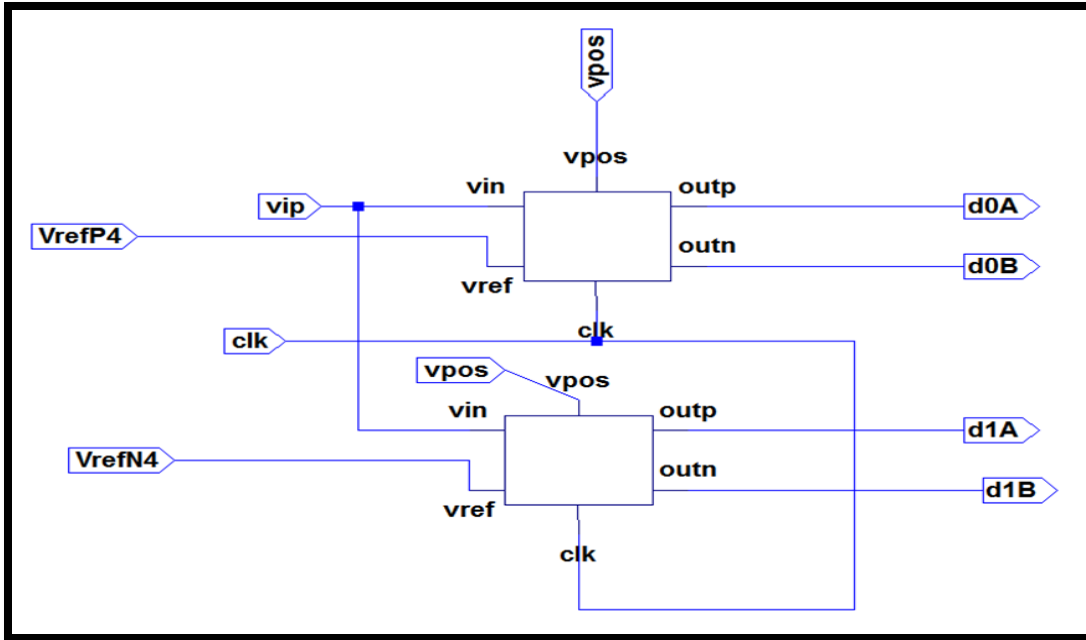 vpos
vpos
vin
outp
vip
d0A
VrefP4
outn
d0B
vref
clk
clk
vpos
vpos
vin
outp
d1A
VrefN4
outn
d1B
vref
clk